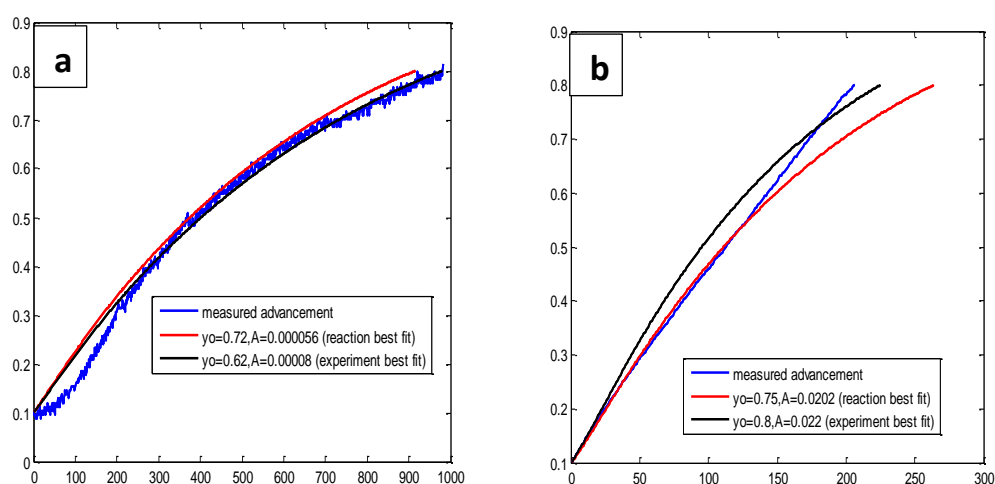 a
0.9
0.8
0.7
0.6
0.5
0.4
0.3
0.2
0.1
0
0 100 200 300 400 500 600 700 800 900 1000
measured advancement
yo=0.72,A=0.000056 (reaction best fit)
yo=0.62,A=0.00008 (experiment best fit)
b
0.9
0.8
0.7
0.6
0.5
0.4
0.3
0.2
0.1
0 50 100 150 200 250 300
measured advancement
yo=0.75,A=0.0202 (reaction best fit)
yo=0.8,A=0.022 (experiment best fit)